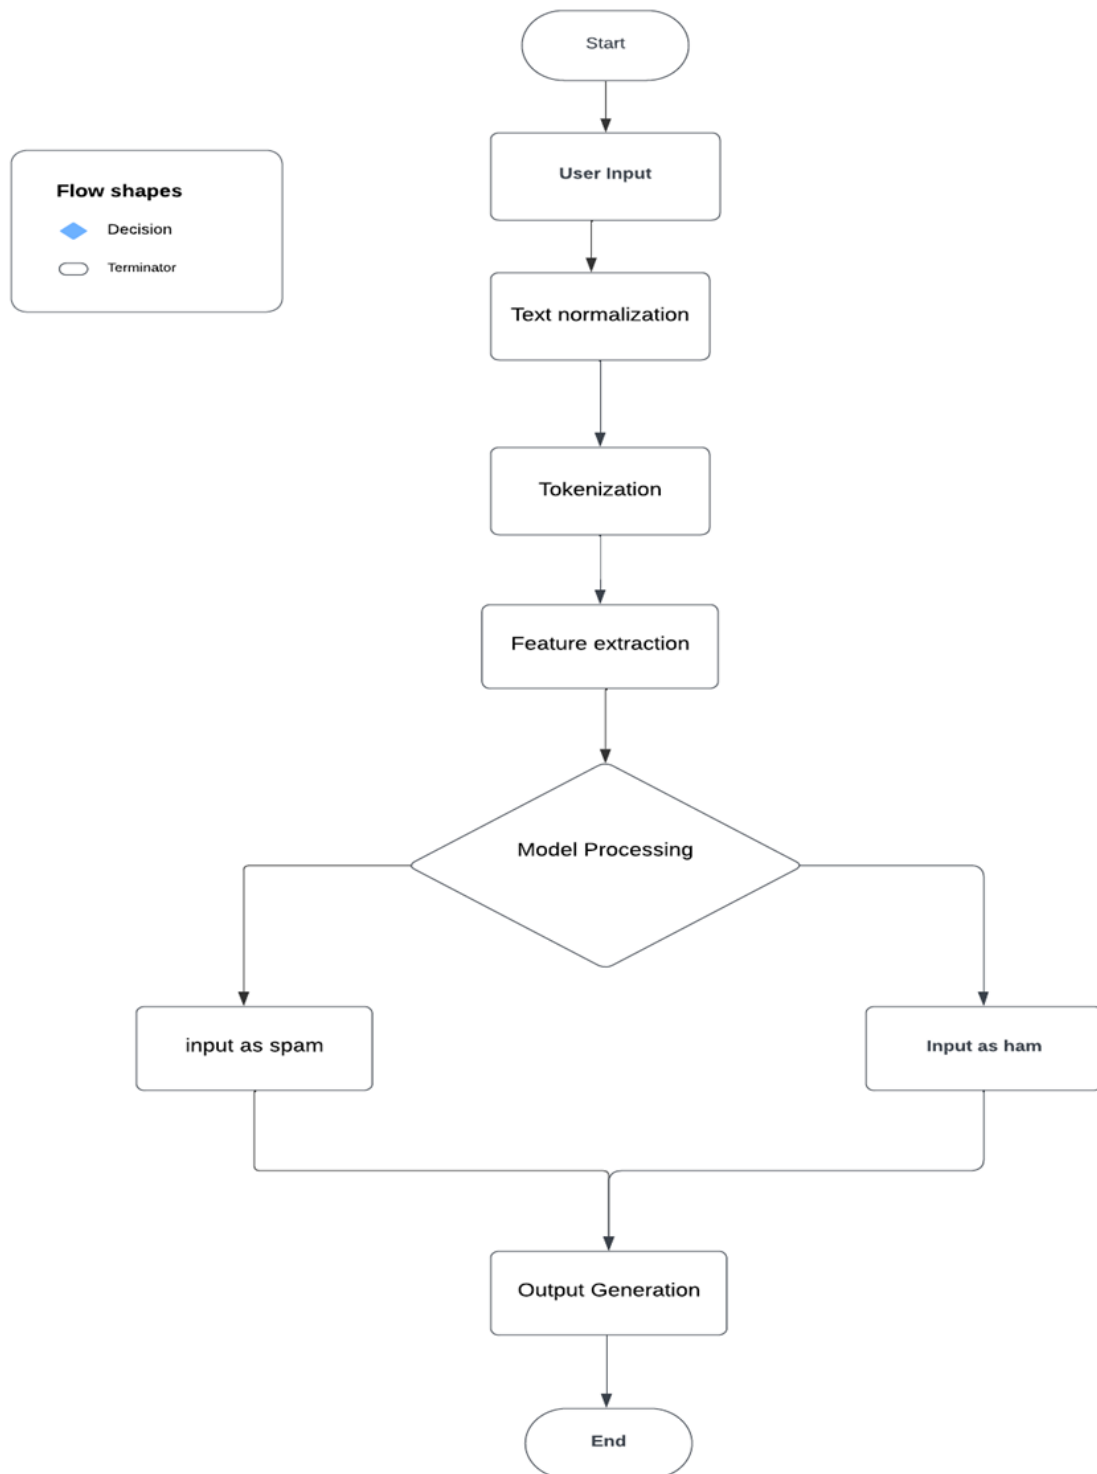 Start
User Input
Flow shapes
Decision
Terminator
Text normalization
Tokenization
Feature extraction
Model Processing
input as spam
Input as ham
Output Generation
End